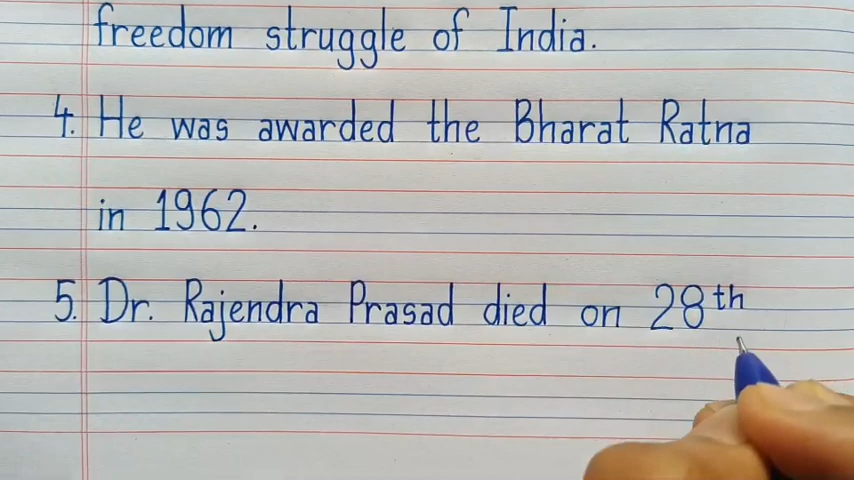 freedom struggle of India.
4. He was awarded the Bharat Ratna
in 1962.
5. Dr. Rajendra Prasad died on 28th